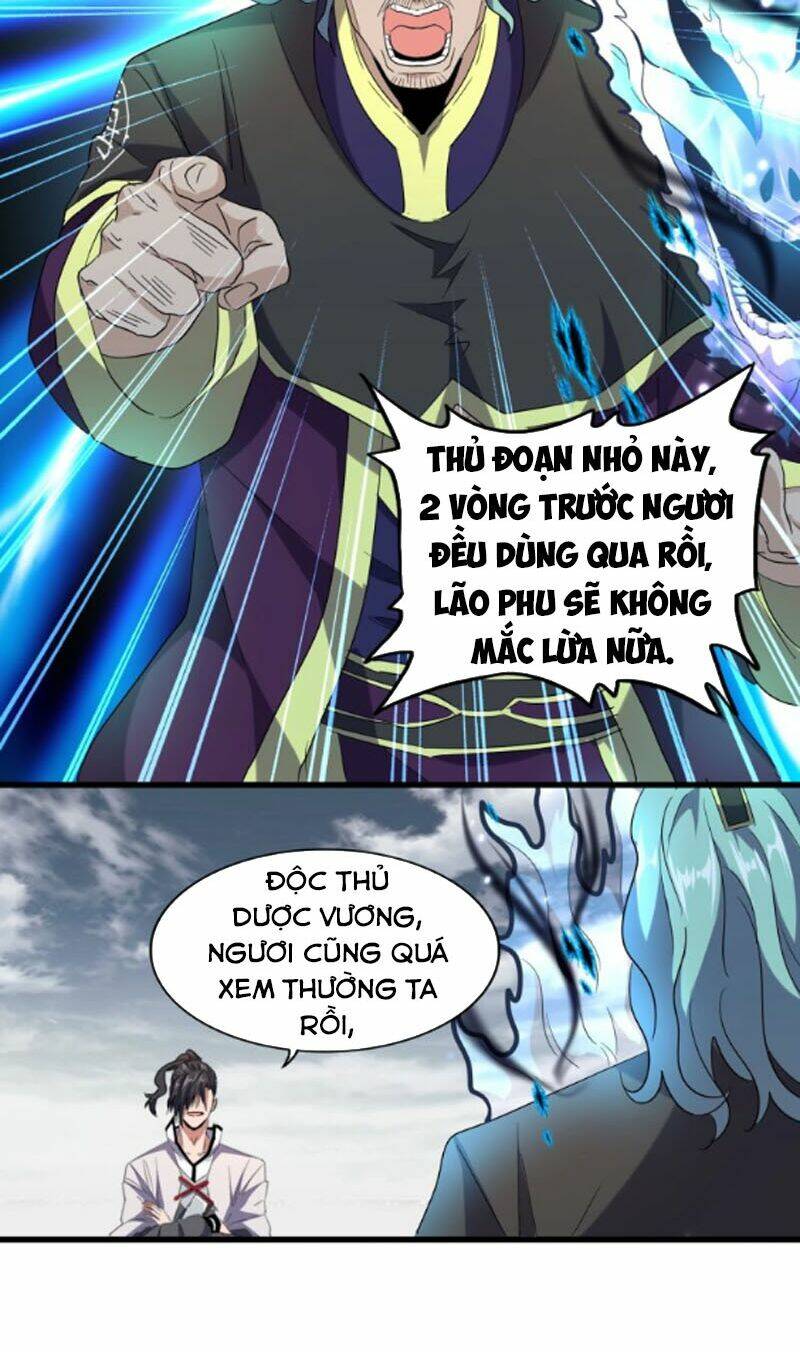 THỦ ĐOẠN NHỎ NÀY,
2 VÒNG TRƯỚC NGƯƠI
ĐỀU DÙNG QUA RỒI,
LÃO PHU SẼ KHÔNG
MẮC LỪA NỮA.
ĐỘC THỦ
DƯỢC VƯƠNG,
NGƯƠI CŨNG QUÁ
XEM THƯỜNG TA
RỒI,